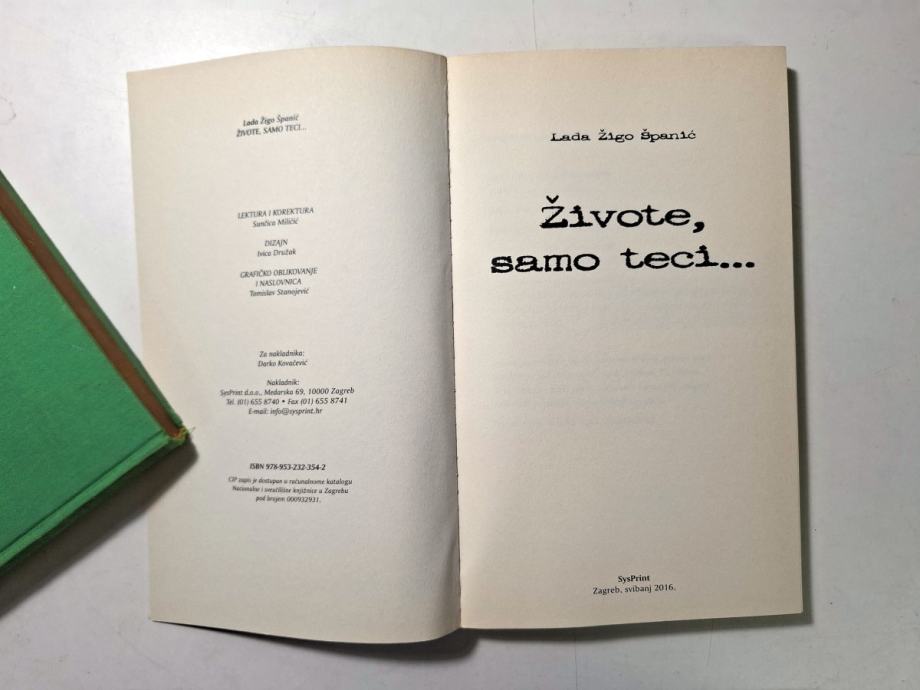 Lada Žigo Španić
ŽIVOTE, SAMO TECI...
LEKTURA I KOREKTURA
Sunčica Miličić
DIZAJN
Ivica Družak
GRAFIČKO OBLIKOVANJE
I NASLOVNICA
Tomislav Stanojević
Za nakladnika:
Darko Kovačević
Nakladnik:
SysPrint d.o.o., Medarska 69, 10000 Zagreb
Tel. (01) 655 8740 • Fax (01) 655 8741
E-mail: info@sysprint.hr
ISBN 978-953-232-354-2
CIP zapis je dostupan u računalnome katalogu
Nacionalne i sveučilišne knjižnice u Zagrebu
pod brojem 000932931.
Lada Žigo Španić
Živote,
samo teci...
SysPrint
Zagreb, svibanj 2016.